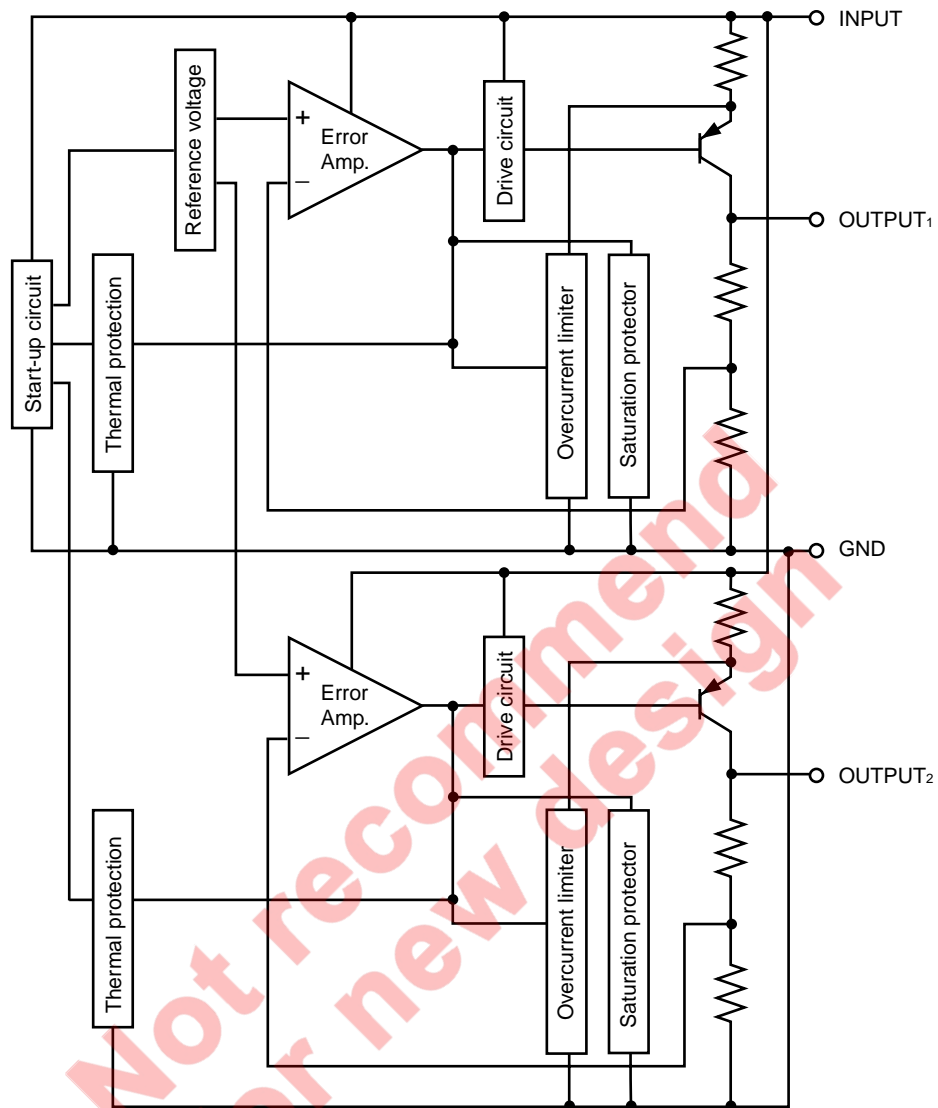 INPUT
Reference voltage
+
Error
Amp.
−
Drive circuit
OUTPUT1
Start-up circuit
Thermal protection
Overcurrent limiter
Saturation protector
GND
+
Error
Amp.
−
Drive circuit
OUTPUT2
Thermal protection
Overcurrent limiter
Saturation protector
Not recommend
or new design